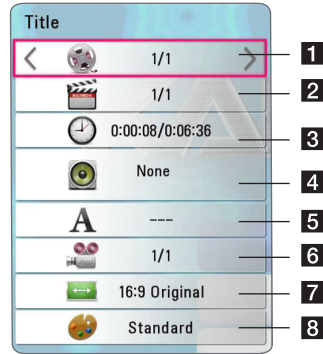 Title
1/1 1
1/1 2
0:00:08/0:06:36 3
None 4
A --- 5
1/1 6
16:9 Original 7
Standard 8